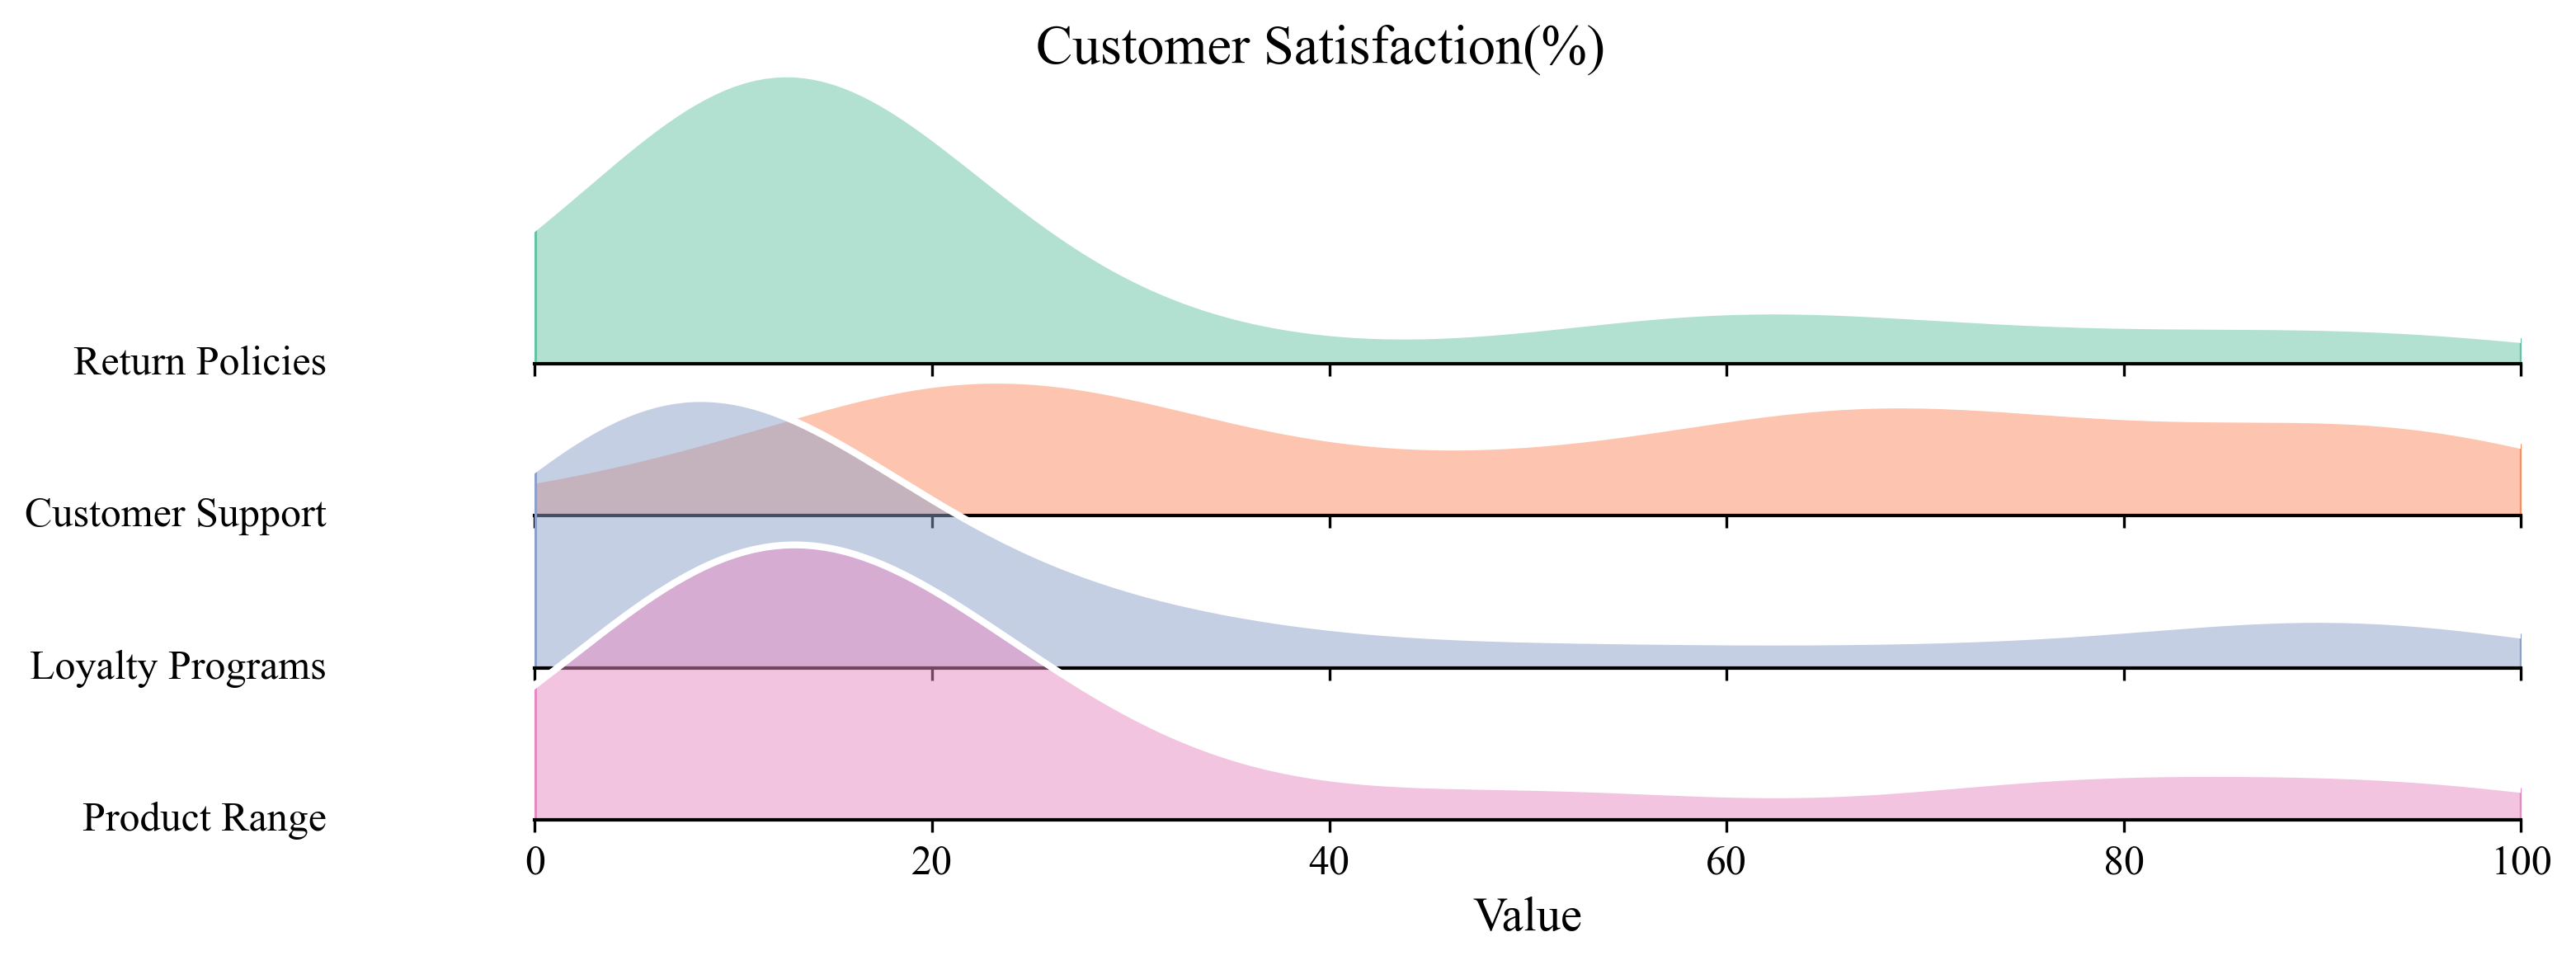 Customer Satisfaction(%)
Return Policies
Customer Support
Loyalty Programs
Product Range
0 20 40 60 80 100
Value